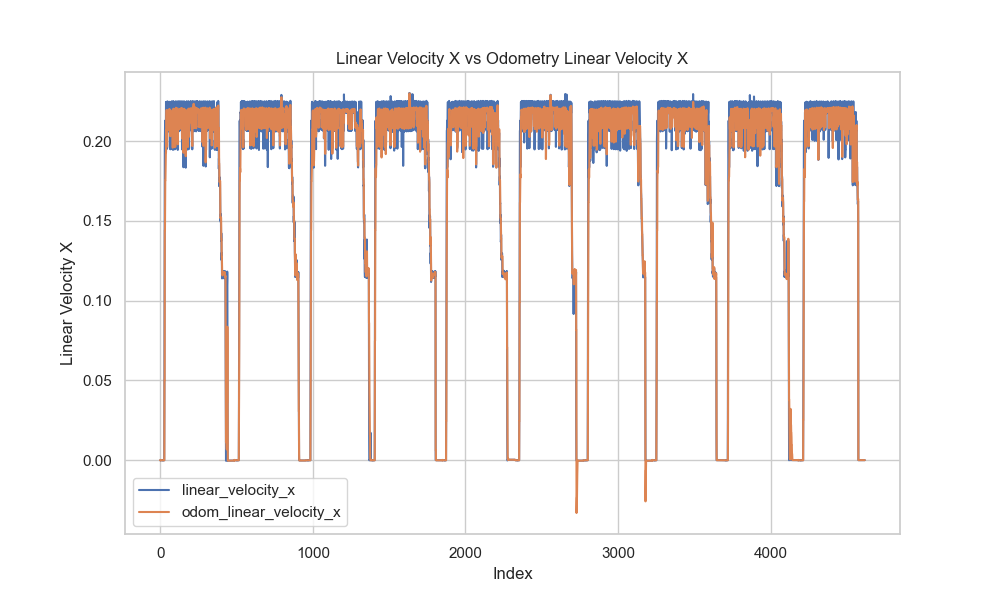 Linear Velocity X vs Odometry Linear Velocity X
Linear Velocity X
0.20
0.15
0.10
0.05
0.00
linear_velocity_x
odom_linear_velocity_x
0 1000 2000 3000 4000
Index